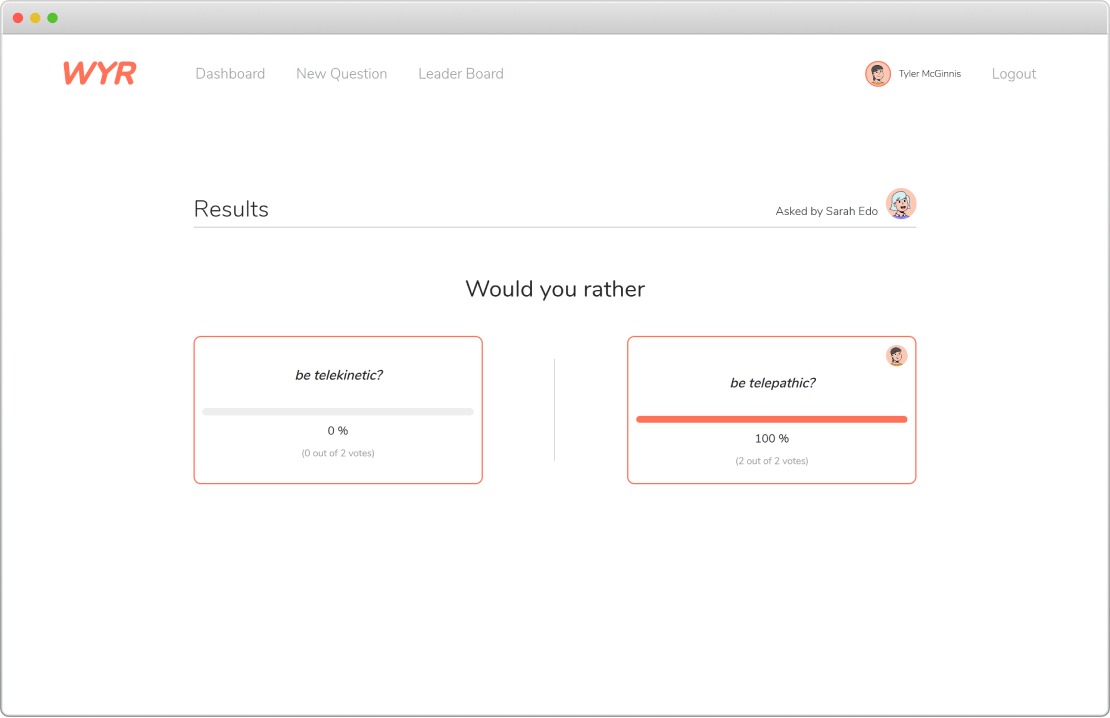 WYR
Dashboard
New Question
Leader Board
Tyler McGinnis
Logout
Results
Asked by Sarah Edo
Would you rather
be telekinetic?
0 %
(0 out of 2 votes)
be telepathic?
100 %
(2 out of 2 votes)